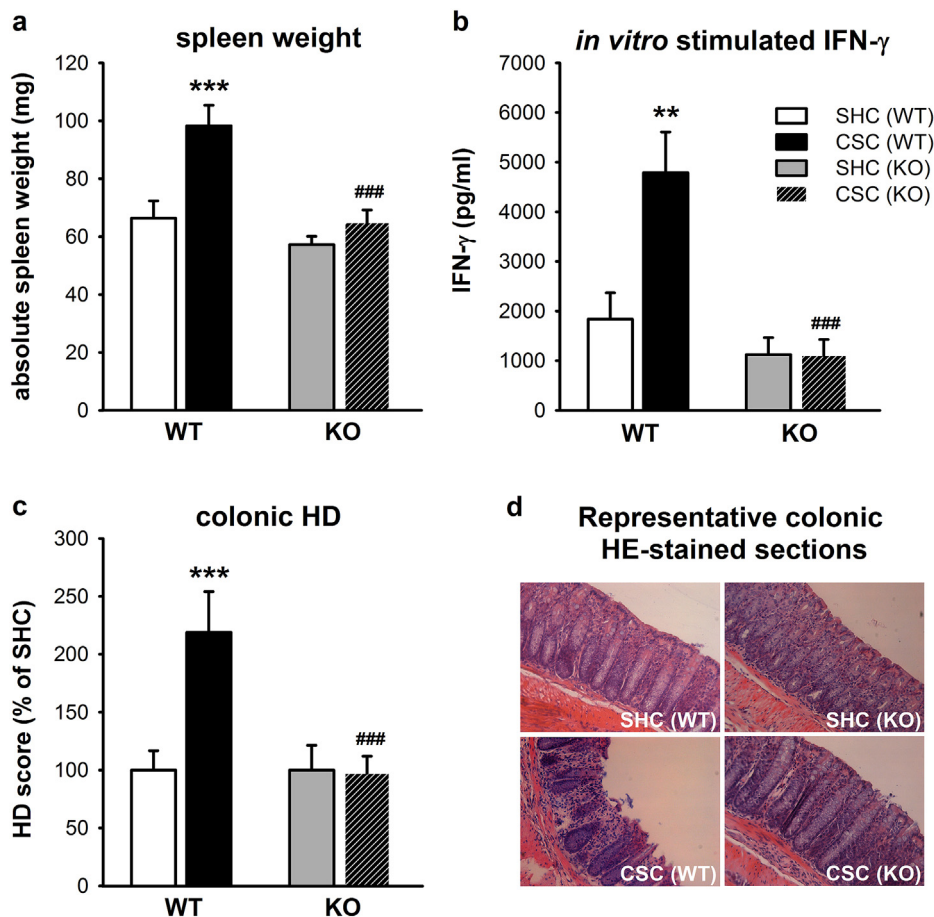 a
spleen weight
absolute spleen weight (mg)
120
100
80
60
40
20
0
***
###
WT
KO
b
in vitro stimulated IFN-γ
IFN-γ (pg/ml)
7000
6000
5000
4000
3000
2000
1000
0
**
###
SHC (WT)
CSC (WT)
SHC (KO)
CSC (KO)
WT
KO
c
colonic HD
HD score (% of SHC)
300
250
200
150
100
50
0
***
###
WT
KO
d
Representative colonic
HE-stained sections
SHC (WT)
SHC (KO)
CSC (WT)
CSC (KO)